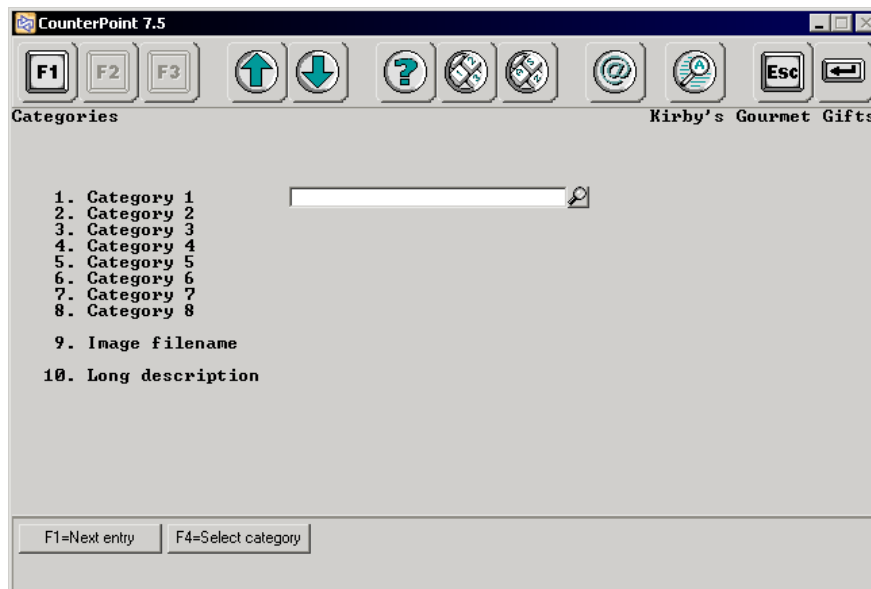 CounterPoint 7.5
F1 F2 F3 ? @ A Esc
Categories Kirby's Gourmet Gifts
1. Category 1
2. Category 2
3. Category 3
4. Category 4
5. Category 5
6. Category 6
7. Category 7
8. Category 8
9. Image filename
10. Long description
F1=Next entry F4=Select category